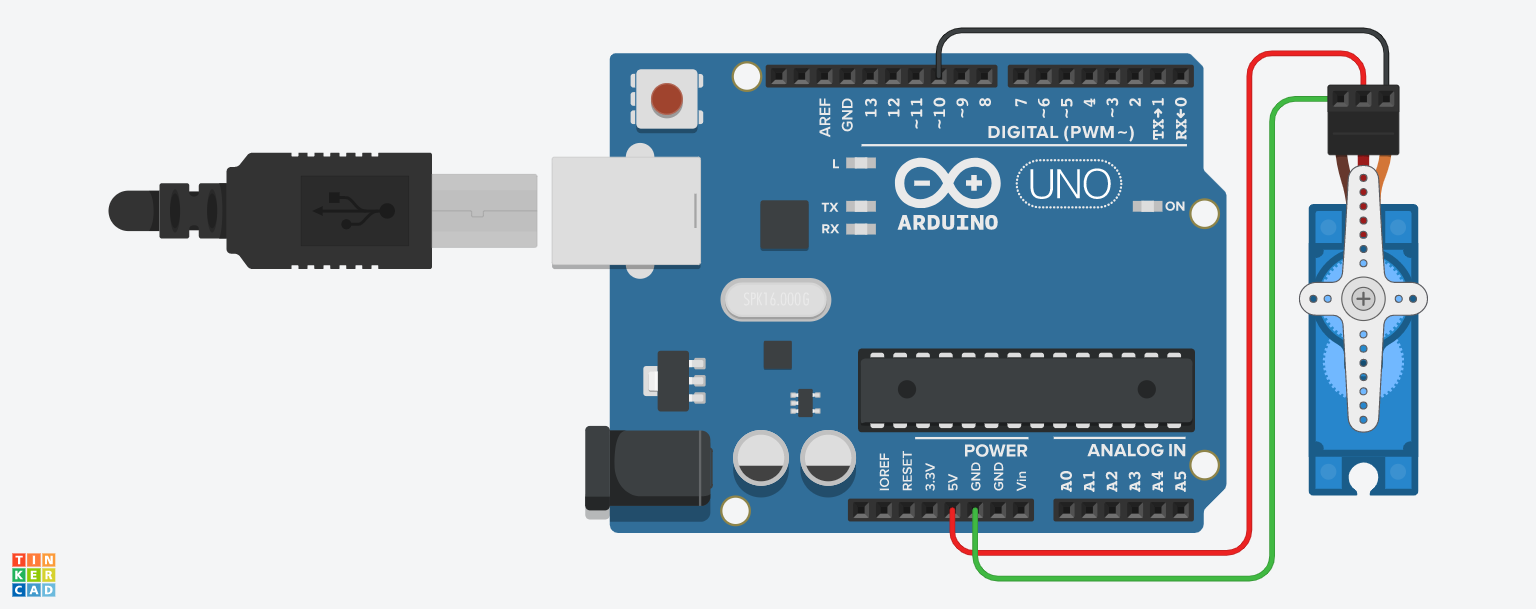 AREF
GND
13
12
~11
~10
~9
8
7
~6
~5
4
~3
2
TX→1
RX←0
DIGITAL (PWM~)
L
TX
RX
UNO
ARDUINO
ON
SPK16.000G
POWER
ANALOG IN
IOREF
RESET
3.3V
5V
GND
GND
Vin
A0
A1
A2
A3
A4
A5
TIN
KER
CAD